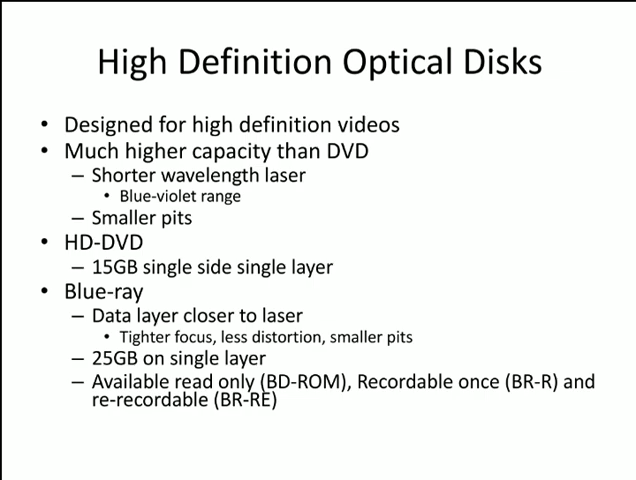 High Definition Optical Disks
• Designed for high definition videos
• Much higher capacity than DVD
– Shorter wavelength laser
• Blue-violet range
– Smaller pits
• HD-DVD
– 15GB single side single layer
• Blue-ray
– Data layer closer to laser
• Tighter focus, less distortion, smaller pits
– 25GB on single layer
– Available read only (BD-ROM), Recordable once (BR-R) and
re-recordable (BR-RE)